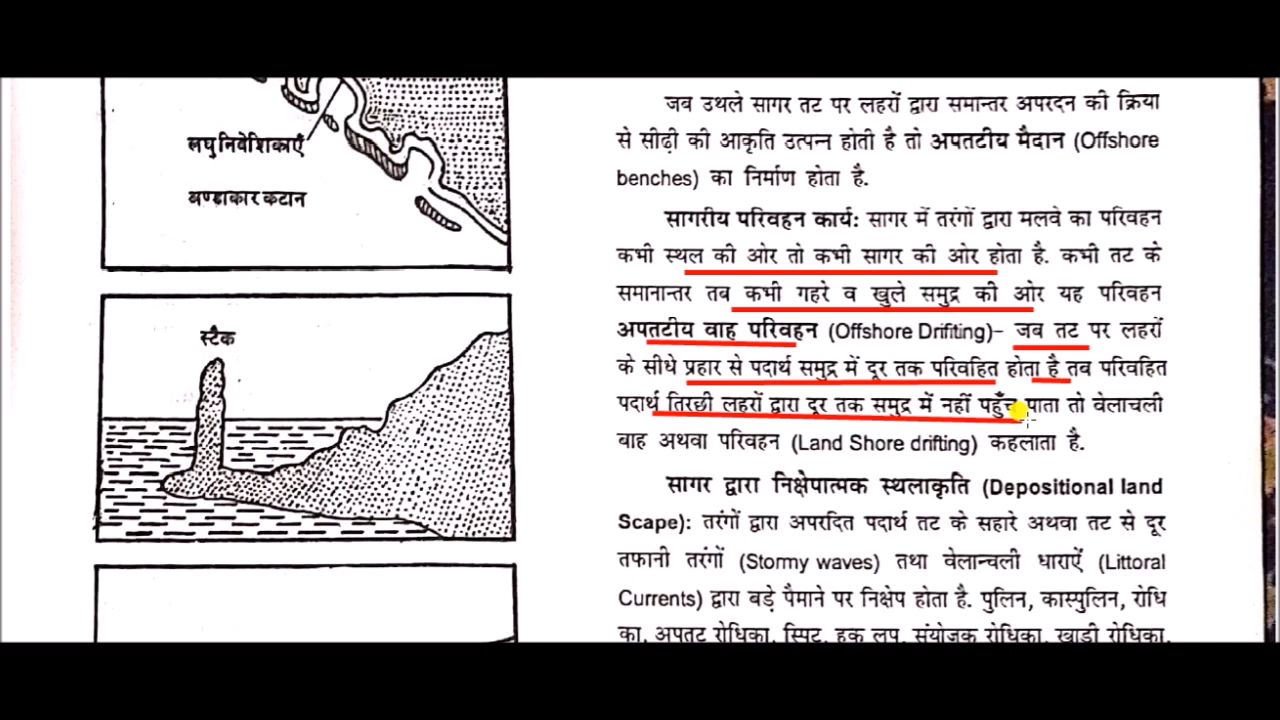 लघु निवेशिकाएँ
खण्डाकार कटान
स्टैक
जब उथले सागर तट पर लहरों द्वारा समान्तर अपरदन की क्रिया
से सीढ़ी की आकृति उत्पन्न होती है तो अपतटीय मैदान (Offshore
benches) का निर्माण होता है.
सागरीय परिवहन कार्य: सागर में तरंगों द्वारा मलवे का परिवहन
कभी स्थल की ओर तो कभी सागर की ओर होता है. कभी तट के
समानान्तर तब कभी गहरे व खुले समुद्र की ओर यह परिवहन
अपतटीय वाह परिवहन (Offshore Drifiting)– जब तट पर लहरों
के सीधे प्रहार से पदार्थ समुद्र में दूर तक परिवहित होता है तब परिवहित
पदार्थ तिरछी लहरों द्वारा दूर तक समुद्र में नहीं पहुँच पाता तो वेलाचली
वाह अथवा परिवहन (Land Shore drifting) कहलाता है.
सागर द्वारा निक्षेपात्मक स्थलाकृति (Depositional land
Scape): तरंगों द्वारा अपरदित पदार्थ तट के सहारे अथवा तट से दूर
तफानी तरंगों (Stormy waves) तथा वेलान्चली धाराऐं (Littoral
Currents) द्वारा बड़े पैमाने पर निक्षेप होता है. पुलिन, कास्पुलिन, रोधि
का, अपतट रोधिका, स्पिट, हुक लूप, संयोजक रोधिका, खाड़ी रोधिका,